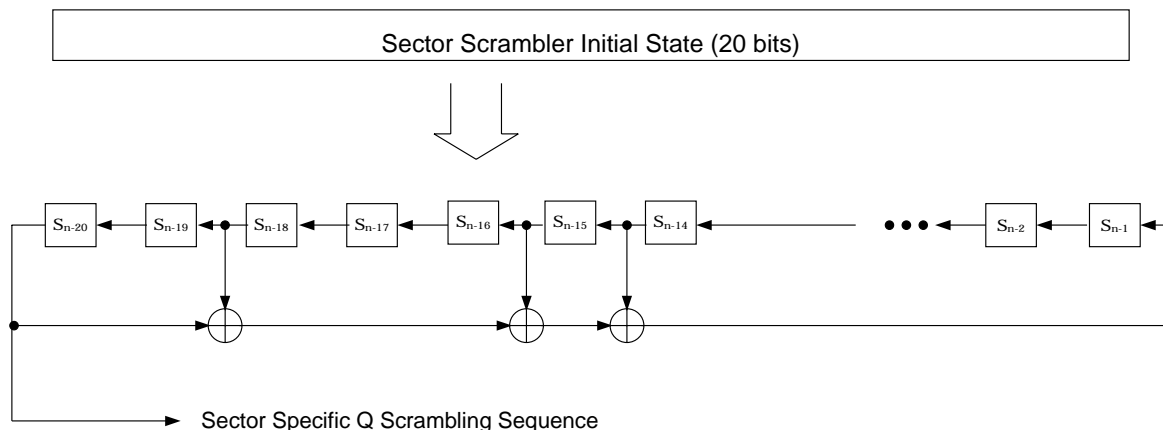 Sector Scrambler Initial State (20 bits)
Sn-20 Sn-19 Sn-18 Sn-17 Sn-16 Sn-15 Sn-14 Sn-2 Sn-1
Sector Specific Q Scrambling Sequence